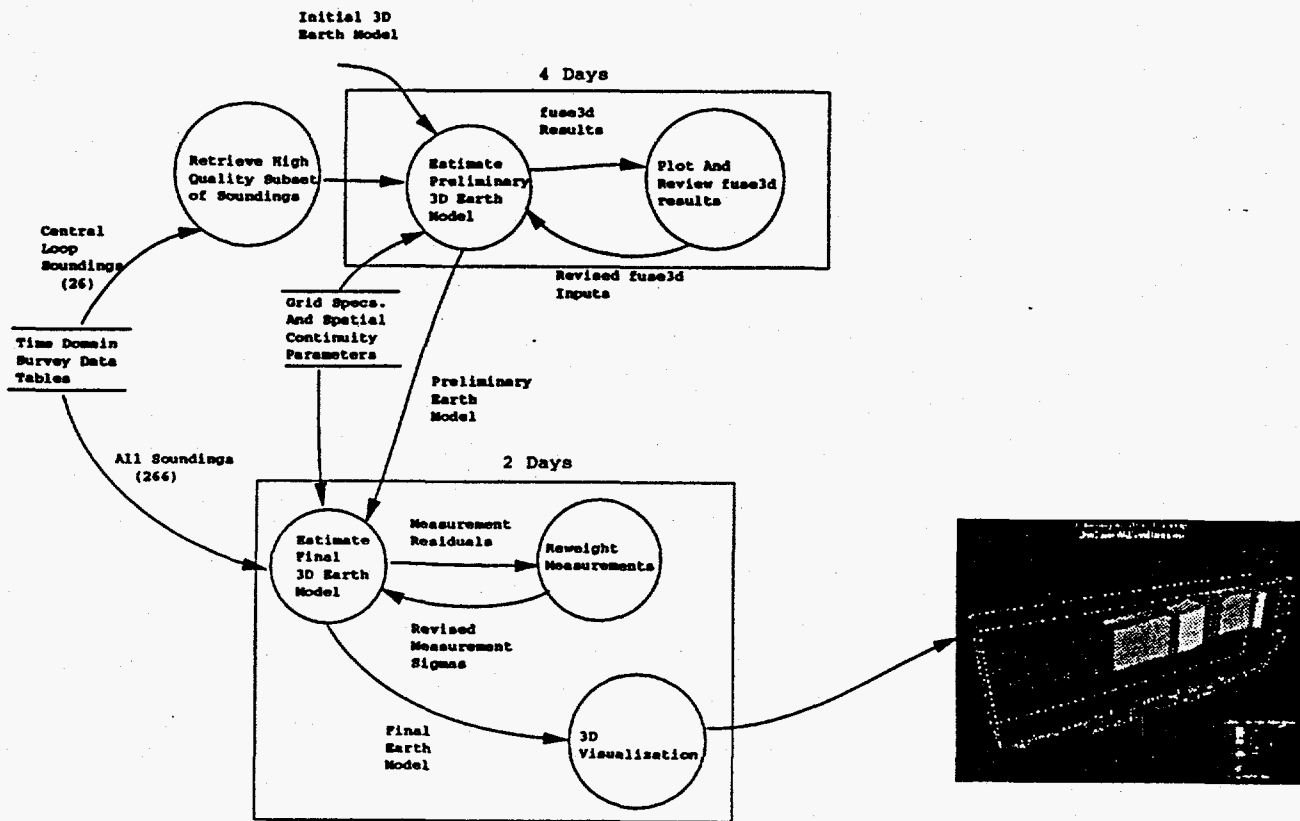 Initial 3D
Earth Model
4 Days
fuse3d
Results
Retrieve High
Quality Subset
of Soundings
Estimate
Preliminary
3D Earth
Model
Plot And
Review fuse3d
results
Central
Loop
Soundings
(26)
Revised fuse3d
Inputs
Grid Specs.
And Spatial
Continuity
Parameters
Time Domain
Survey Data
Tables
Preliminary
Earth
Model
All Soundings
(266)
2 Days
Estimate
Final
3D Earth
Model
Measurement
Residuals
Reweight
Measurements
Revised
Measurement
Sigmas
Final
Earth
Model
3D
Visualization